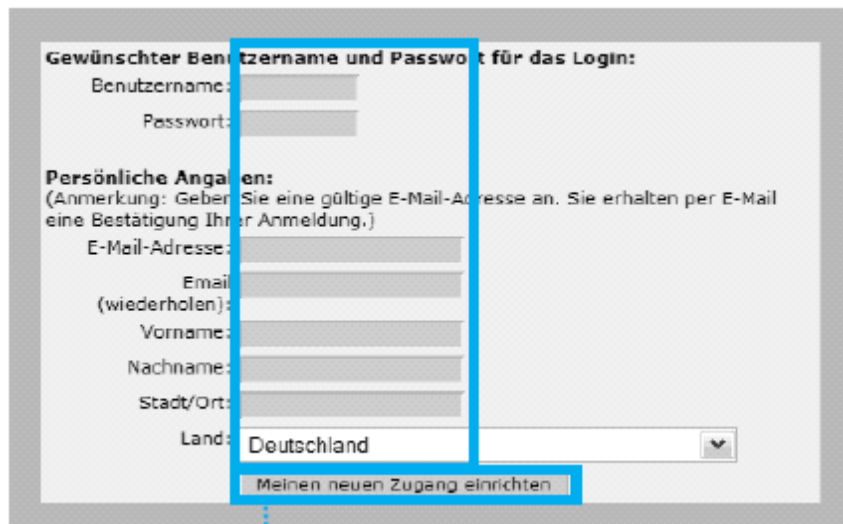 Gewünschter Benutzername und Passwort für das Login:
Benutzername:
Passwort:
Persönliche Angaben:
(Anmerkung: Geben Sie eine gültige E-Mail-Adresse an. Sie erhalten per E-Mail
eine Bestätigung Ihrer Anmeldung.)
E-Mail-Adresse:
Email
(wiederholen):
Vorname:
Nachname:
Stadt/Ort:
Land: Deutschland
Meinen neuen Zugang einrichten